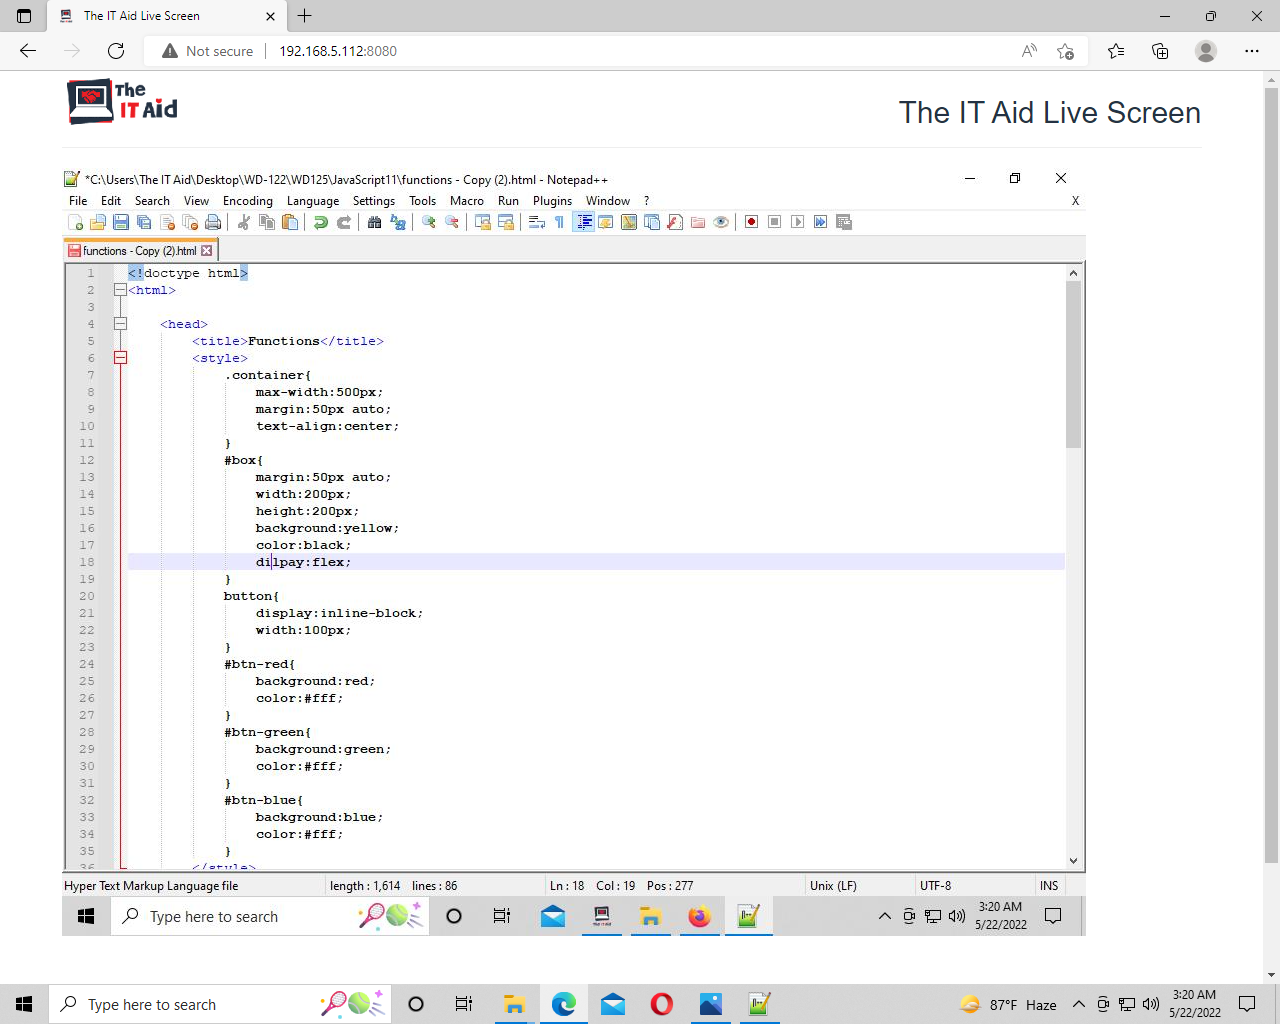 The IT Aid Live Screen
Not secure
192.168.5.112:8080
The
IT Aid
The IT Aid Live Screen
*C:\Users\The IT Aid\Desktop\WD-122\WD125\JavaScript11\functions - Copy (2).html - Notepad++
File Edit Search View Encoding Language Settings Tools Macro Run Plugins Window ? X
functions - Copy (2).html
1 <!doctype html>
2 <html>
3
4 <head>
5 <title>Functions</title>
6 <style>
7 .container{
8 max-width:500px;
9 margin:50px auto;
10 text-align:center;
11 }
12 #box{
13 margin:50px auto;
14 width:200px;
15 height:200px;
16 background:yellow;
17 color:black;
18 dilpay:flex;
19 }
20 button{
21 display:inline-block;
22 width:100px;
23 }
24 #btn-red{
25 background:red;
26 color:#fff;
27 }
28 #btn-green{
29 background:green;
30 color:#fff;
31 }
32 #btn-blue{
33 background:blue;
34 color:#fff;
35 }
36 </style>
Hyper Text Markup Language file length : 1,614 lines : 86 Ln : 18 Col : 19 Pos : 277 Unix (LF) UTF-8 INS
Type here to search
3:20 AM
5/22/2022
Type here to search
87°F Haze
3:20 AM
5/22/2022